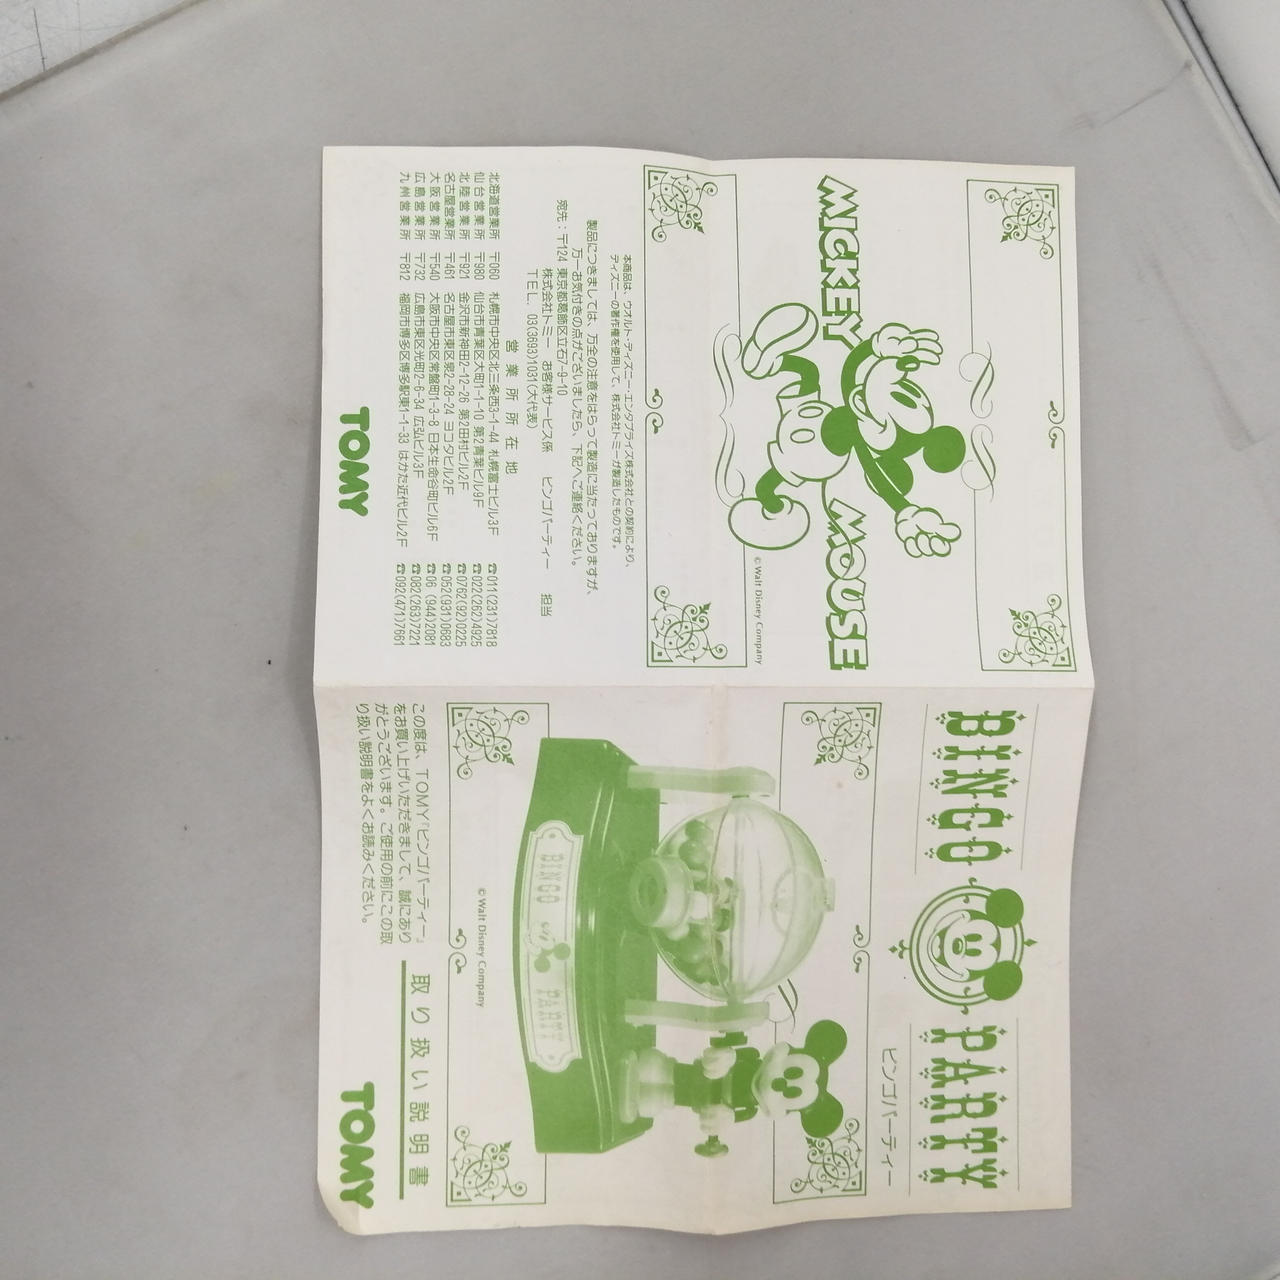 MICKEY
MOUSE
© Walt Disney Company
本商品は、ウオルト・ディズニー・エンタプライズ株式会社との契約により、
ディズニーの著作権を使用して、株式会社トミーが製造したものです。
製品につきましては、万全の注意をはらって製造に当たっておりますが、
万一お気付きの点がございましたら、下記へご連絡ください。
宛先:〒124 東京都葛飾区立石7-9-10
株式会社トミー お客様サービス係 ビンゴパーティー 担当
TEL. 03(3693)1031(大代表)
営業所所在地
北海道営業所 〒060 札幌市中央区北三条西3-1-44 札幌富士ビル3F ☎011(231)7818
仙台営業所 〒980 仙台市青葉区大町1-1-10 第2青葉ビル9F ☎022(262)4925
北陸営業所 〒921 金沢市新神田2-12-26 第2田村ビル2F ☎0762(92)0225
名古屋営業所 〒461 名古屋市東区泉2-28-24 ヨコタビル2F ☎052(931)0683
大阪営業所 〒540 大阪市中央区常盤町1-3-8 日本生命谷町ビル6F ☎06(944)2081
広島営業所 〒732 広島市東区光町2-6-34 広弘ビル3F ☎082(263)7221
九州営業所 〒812 福岡市博多区博多駅東1-1-33 はかた近代ビル2F ☎092(471)7661
TOMY
BINGO PARTY
ビンゴパーティー
BINGO PARTY
© Walt Disney Company
この度は、TOMY「ビンゴパーティー」
をお買い上げいただきまして、誠にあり
がとうございます。ご使用の前にこの取
り扱い説明書をよくお読みください。
取り扱い説明書
TOMY